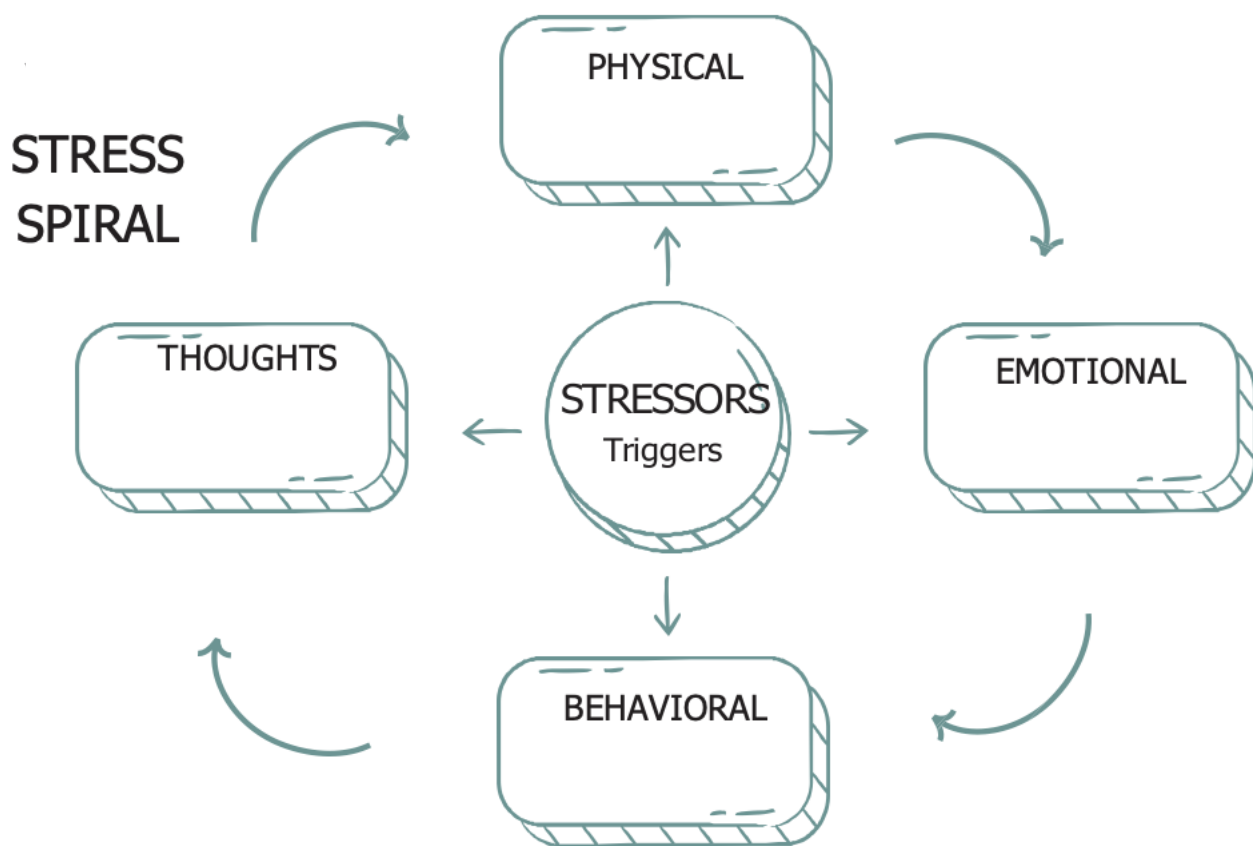 STRESS
SPIRAL
PHYSICAL
THOUGHTS
STRESSORS
Triggers
EMOTIONAL
BEHAVIORAL